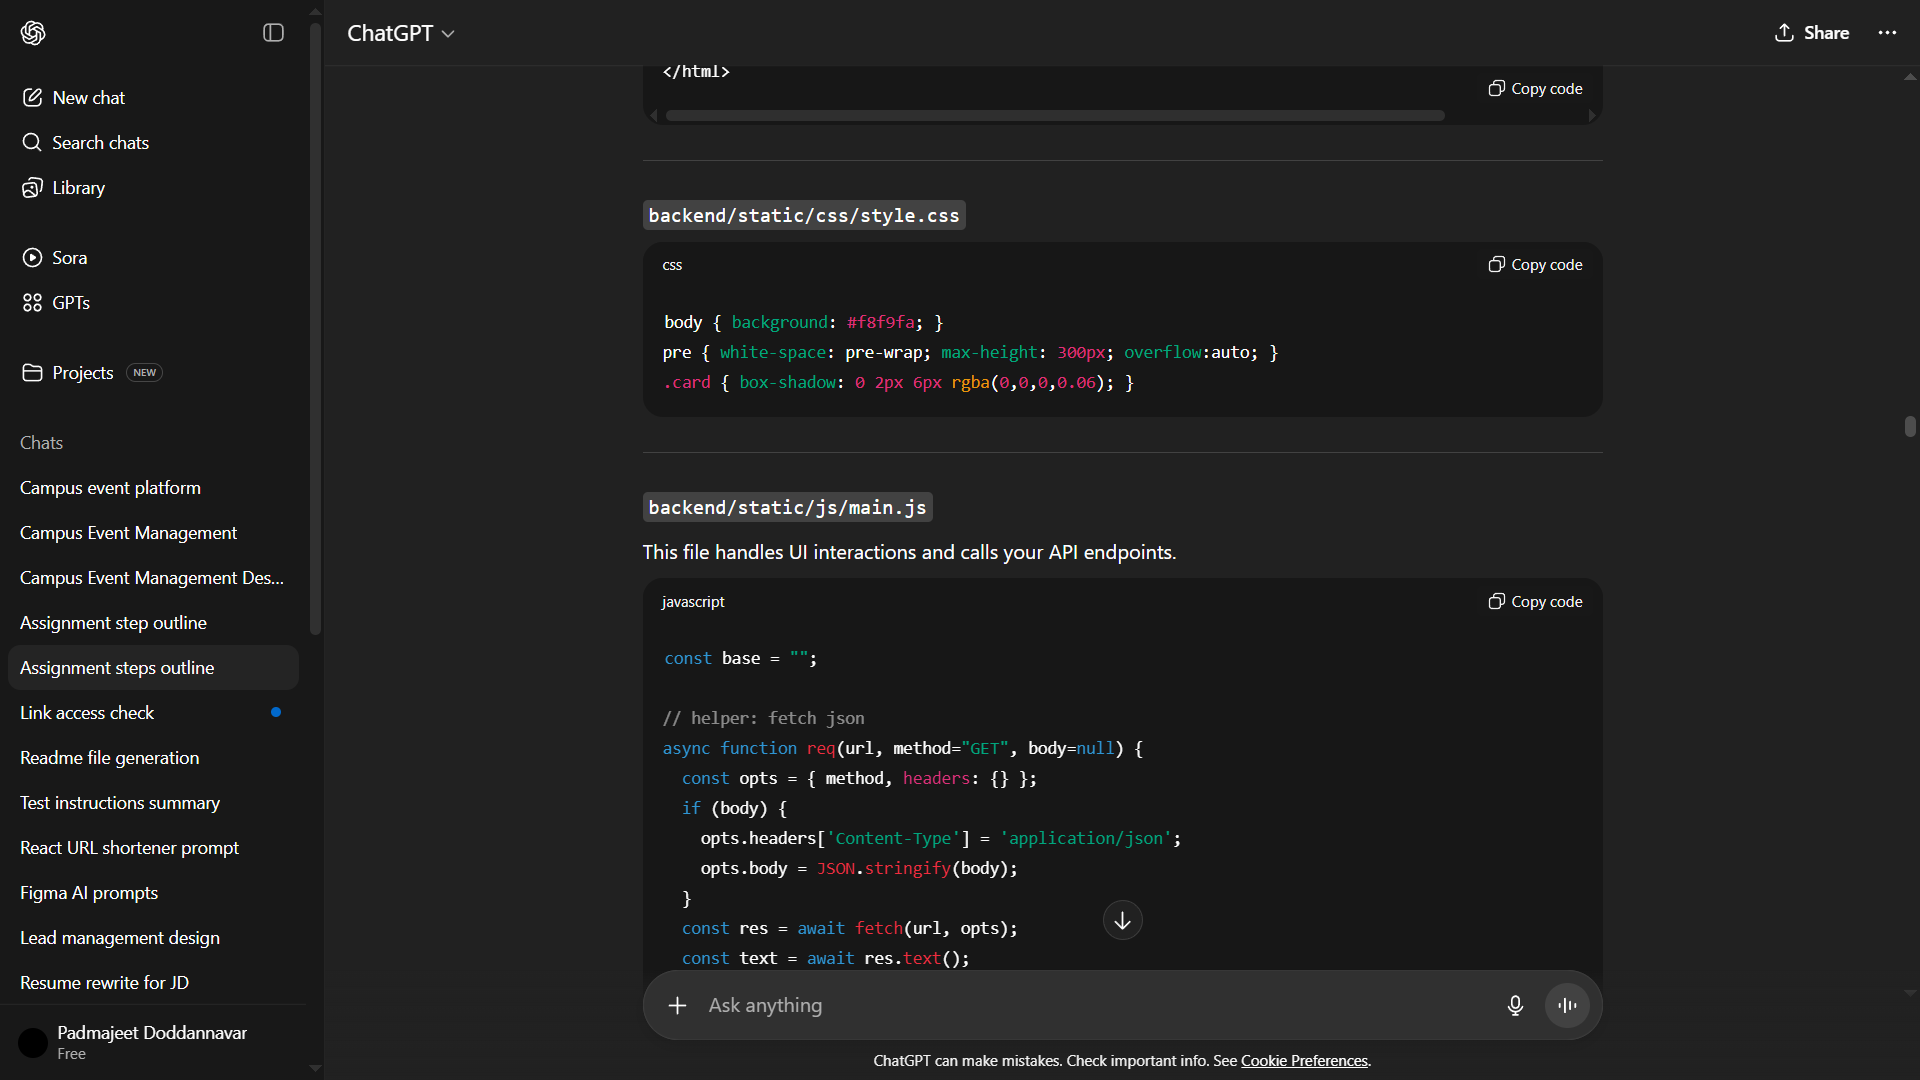 New chat
Search chats
Library
Sora
GPTs
Projects NEW
Chats
Campus event platform
Campus Event Management
Campus Event Management Des...
Assignment step outline
Assignment steps outline
Link access check
Readme file generation
Test instructions summary
React URL shortener prompt
Figma AI prompts
Lead management design
Resume rewrite for JD
Padmajeet Doddannavar
Free
ChatGPT
Share
</html>
Copy code
backend/static/css/style.css
css
Copy code
body { background: #f8f9fa; }
pre { white-space: pre-wrap; max-height: 300px; overflow:auto; }
.card { box-shadow: 0 2px 6px rgba(0,0,0,0.06); }
backend/static/js/main.js
This file handles UI interactions and calls your API endpoints.
javascript
Copy code
const base = "";
// helper: fetch json
async function req(url, method="GET", body=null) {
const opts = { method, headers: {} };
if (body) {
opts.headers['Content-Type'] = 'application/json';
opts.body = JSON.stringify(body);
}
const res = await fetch(url, opts);
const text = await res.text();
Ask anything
ChatGPT can make mistakes. Check important info. See Cookie Preferences.